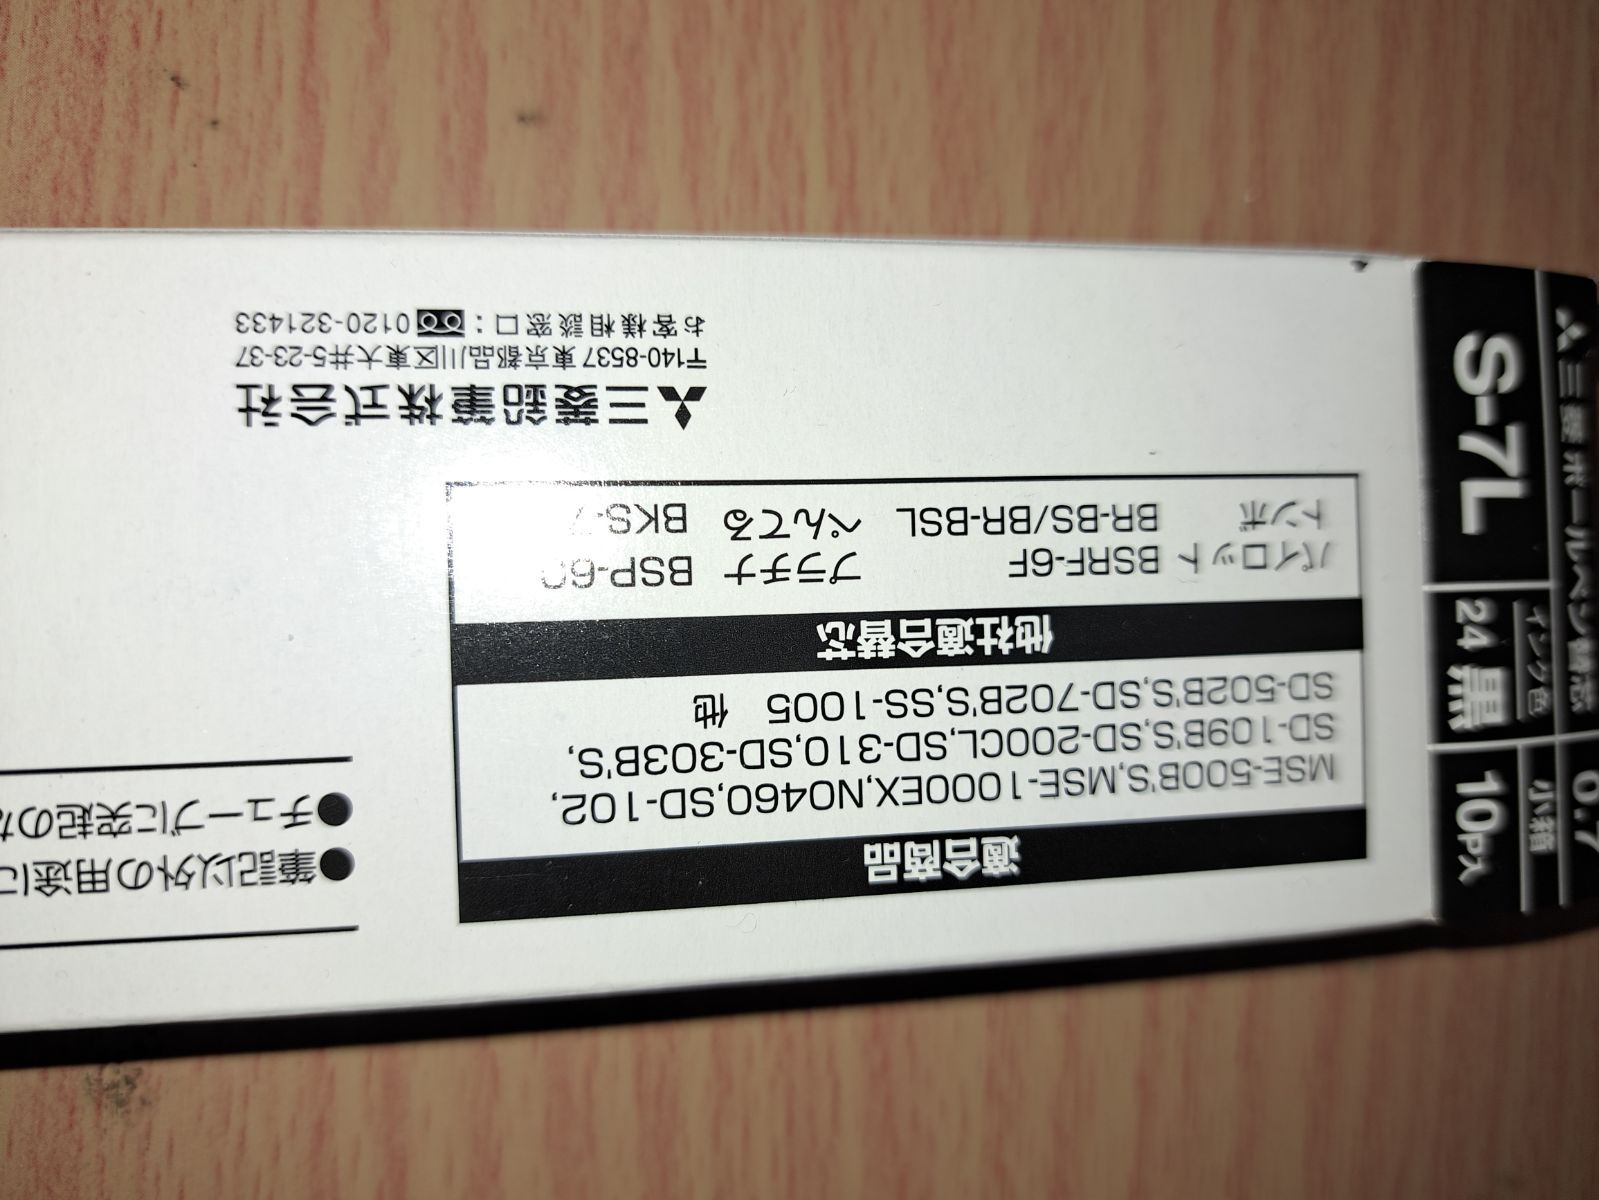 適合商品
MSE-500B'S,MSE-1000EX,NO460,SD-102,
SD-109B'S,SD-200CL,SD-310,SD-303B'S,
SD-502B'S,SD-702B'S,SS-1005 他
他社適合替芯
パイロット BSRF-6F プラチナ
トンボ BR-BS/BR-BSL ぺんてる BKS-7
三菱鉛筆株式会社
〒140-8537 東京都品川区東大井5-23-37
お客様相談窓口：0120-321433
●筆記以外の用途に
●チューブに突起のな
三菱ボールペン替芯 0.7
S-7L
インク色
24 黒
小箱
10P入